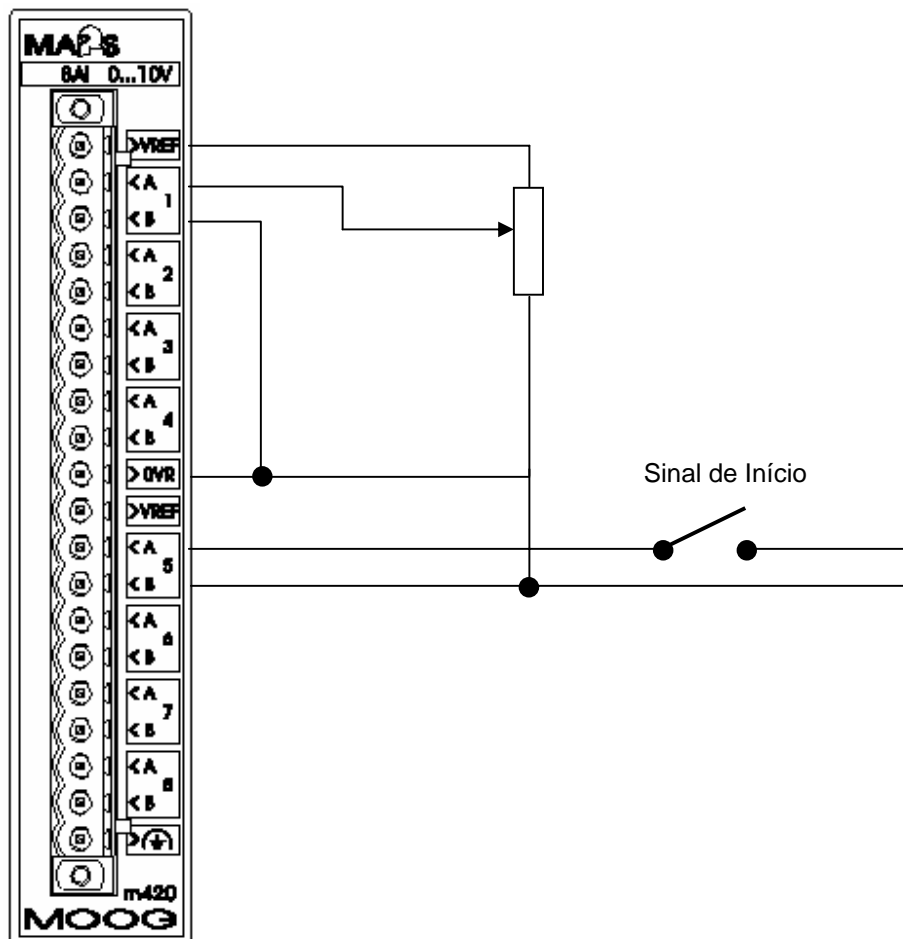 MACS
8AI 0...10V
>VREF
<A
1
<B
<A
2
<B
<A
3
<B
<A
4
<B
>0VR
>VREF
<A
5
<B
<A
6
<B
<A
7
<B
<A
8
<B
>
m420
MOOG
Sinal de Início